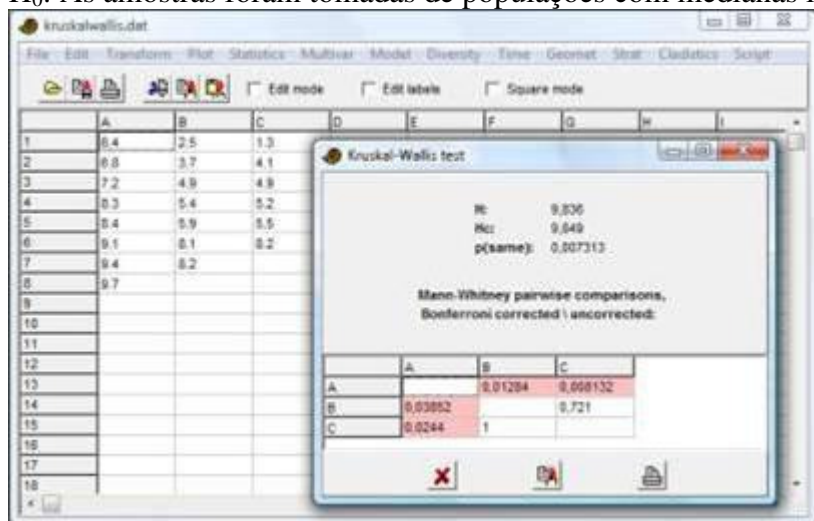 H₀: As amostras foram tomadas de populações com medianas
kruskalwallis.dat
File Edit Transform Plot Statistics Multivar Model Diversity Time Geomet Strat Cladistics Script
Edit mode Edit labels Square mode
A B C D E F G H I
1 6.4 2.5 1.3
2 6.8 3.7 4.1
3 7.2 4.9 4.8
4 8.3 5.4 5.2
5 8.4 5.9 5.5
6 9.1 8.1 8.2
7 9.4 8.2
8 9.7
9
10
11
12
13
14
15
16
17
18
Kruskal-Wallis test
H: 9,836
Hc: 9,849
p(same): 0,007313
Mann-Whitney pairwise comparisons,
Bonferroni corrected \ uncorrected:
A B C
A 0,01284 0,008132
B 0,03852 0,721
C 0,0244 1